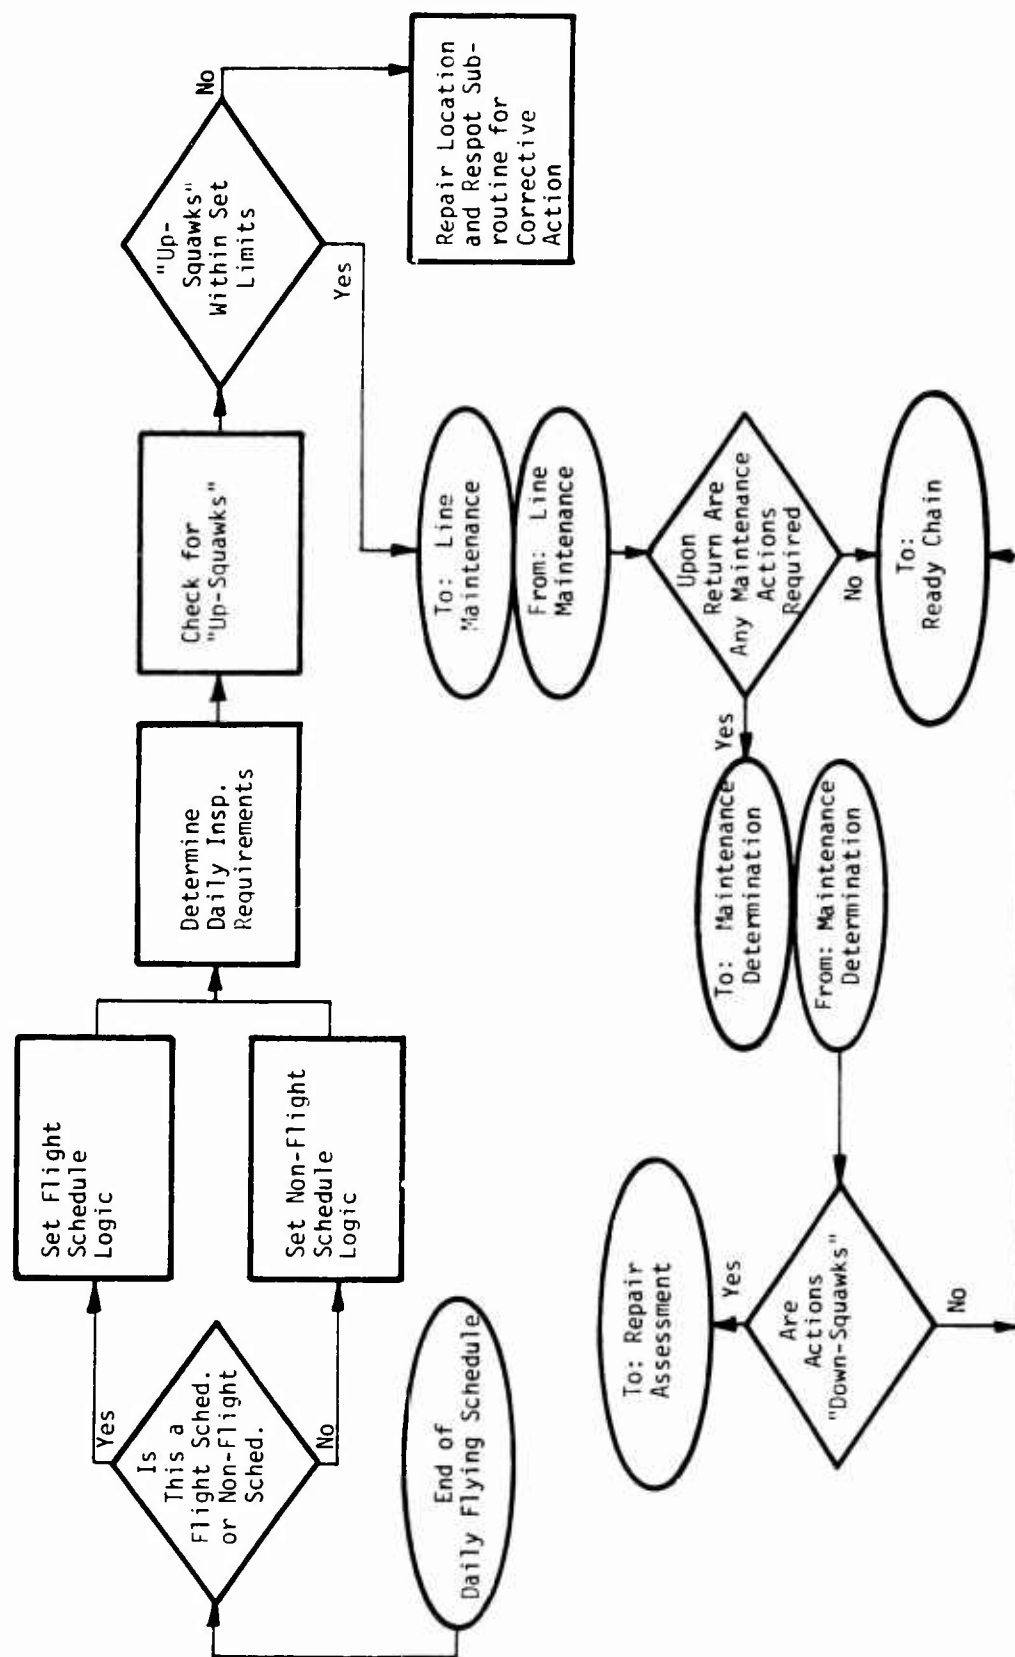 End of
Daily Flying Schedule
Is
This a
Flight Sched.
or Non-Flight
Sched.
Yes
No
Set Flight
Schedule
Logic
Set Non-Flight
Schedule
Logic
Determine
Daily Insp.
Requirements
Check for
"Up-Squawks"
"Up-
Squawks"
Within Set
Limits
No
Yes
Repair Location
and Respot Sub-
routine for
Corrective
Action
To: Line
Maintenance
From: Line
Maintenance
Upon
Return Are
Any Maintenance
Actions
Required
Yes
No
To:
Ready Chain
To: Maintenance
Determination
From: Maintenance
Determination
Are
Actions
"Down-Squawks"
Yes
No
To: Repair
Assessment